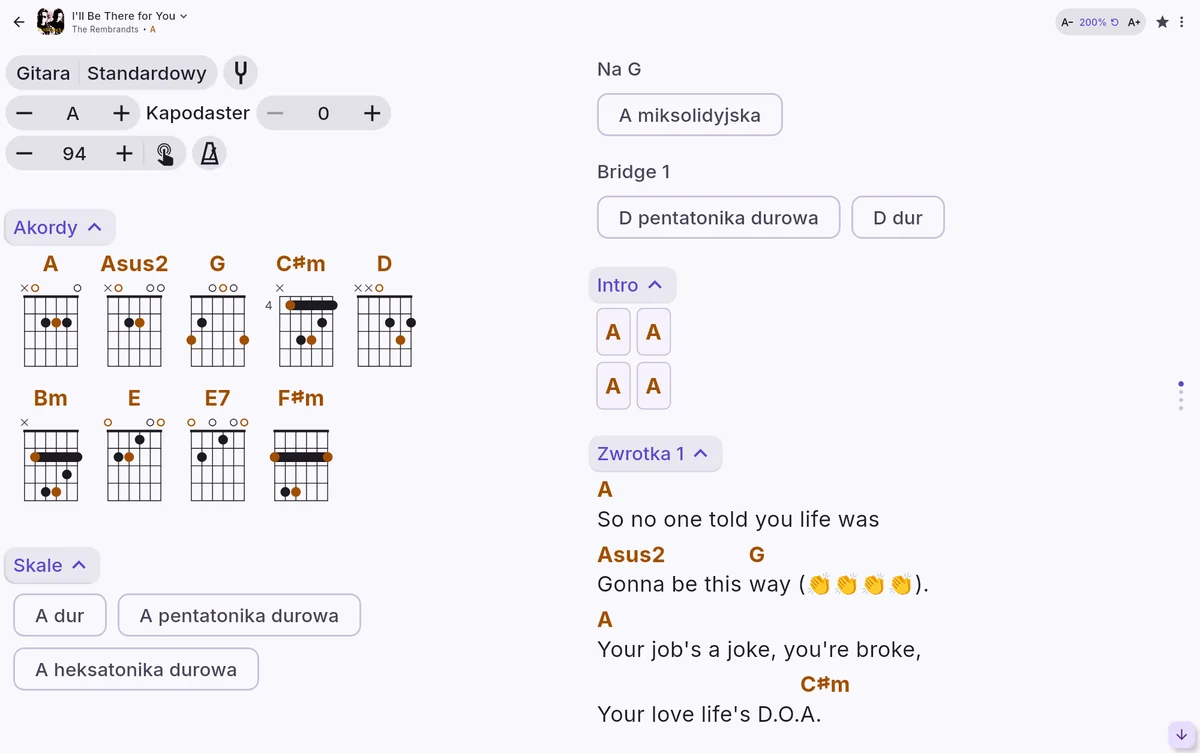 I'll Be There for You
The Rembrandts • A
A- 200% A+
Gitara Standardowy
A Kapodaster 0
94
Akordy
A Asus2 G C#m D
4
Bm E E7 F#m
Skale
A dur A pentatonika durowa
A heksatonika durowa
Na G
A miksolidyjska
Bridge 1
D pentatonika durowa D dur
Intro
A A
A A
Zwrotka 1
A
So no one told you life was
Asus2 G
Gonna be this way (👏👏👏👏).
A
Your job's a joke, you're broke,
C#m
Your love life's D.O.A.